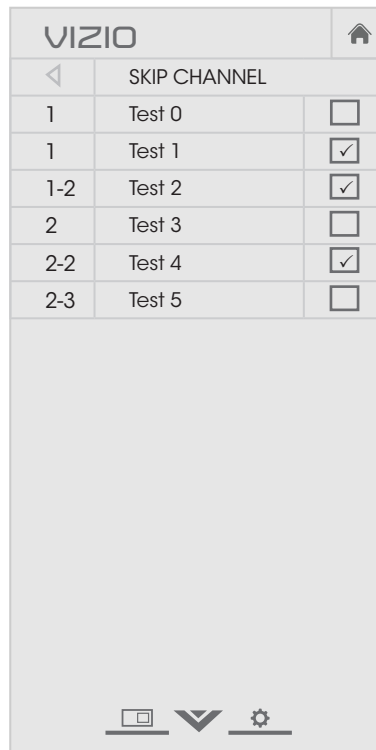 VIZIO
SKIP CHANNEL
1 Test 0
1 Test 1
1-2 Test 2
2 Test 3
2-2 Test 4
2-3 Test 5